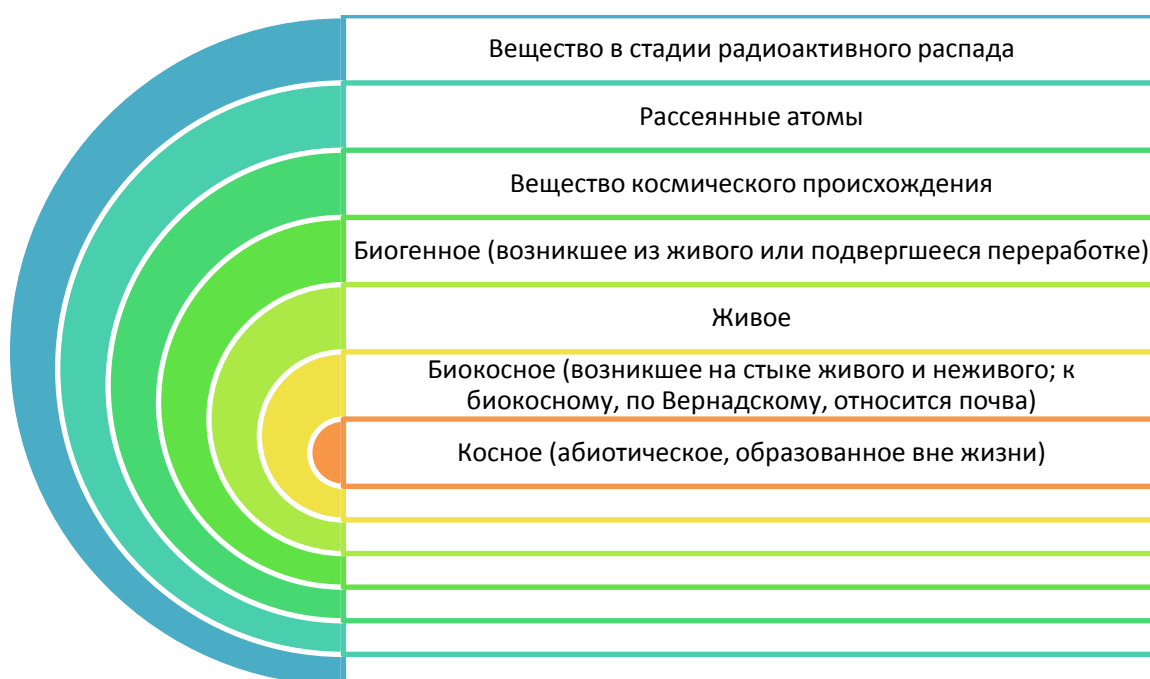 Вещество в стадии радиоактивного распада
Рассеянные атомы
Вещество космического происхождения
Биогенное (возникшее из живого или подвергшееся переработке)
Живое
Биокосное (возникшее на стыке живого и неживого; к
биокосному, по Вернадскому, относится почва)
Косное (абиотическое, образованное вне жизни)